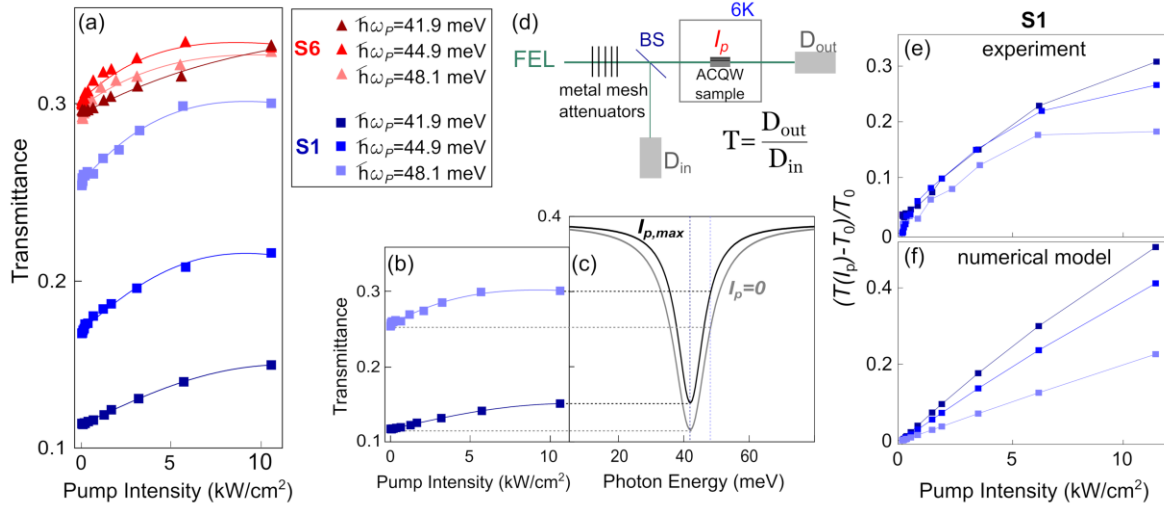 (a)
S6
ℏωP=41.9 meV
ℏωP=44.9 meV
ℏωP=48.1 meV
S1
ℏωP=41.9 meV
ℏωP=44.9 meV
ℏωP=48.1 meV
Transmittance
0.3
0.2
0.1
0 5 10
Pump Intensity (kW/cm²)
(d)
6K
FEL
BS
Ip
Dout
metal mesh
attenuators
ACQW
sample
Din
T= Dout
Din
(b)
Transmittance
0.3
0.2
0.1
0 5 10
Pump Intensity (kW/cm²)
0.4
(c)
Ip,max
Ip=0
20 40 60
Photon Energy (meV)
S1
(e)
experiment
0.3
0.2
0.1
0
(T(Ip)-T0)/T0
(f)
numerical model
0.4
0.2
0
0 5 10
Pump Intensity (kW/cm²)